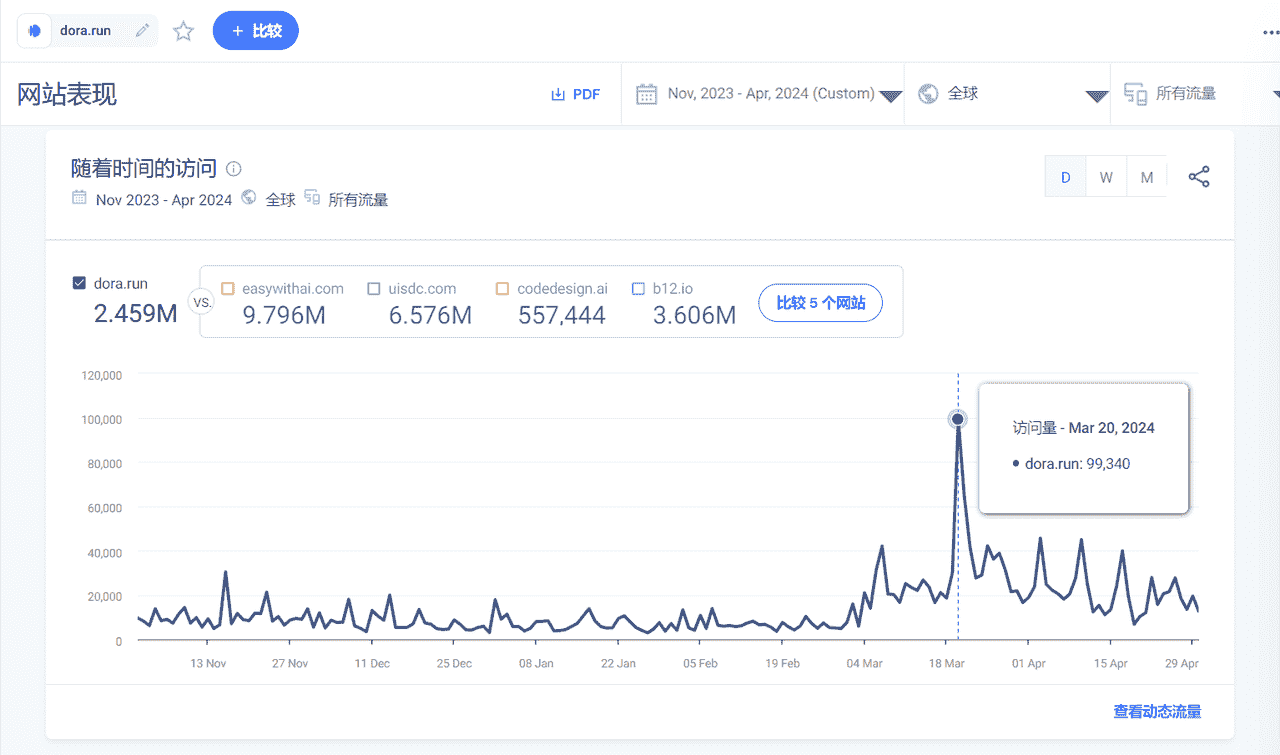 dora.run
+ 比较
网站表现
PDF
Nov, 2023 - Apr, 2024 (Custom)
全球
所有流量
随着时间的访问
Nov 2023 - Apr 2024 全球 所有流量
D W M
dora.run
2.459M
VS.
easywithai.com
9.796M
uisdc.com
6.576M
codedesign.ai
557,444
b12.io
3.606M
比较 5 个网站
120,000
100,000
80,000
60,000
40,000
20,000
0
访问量 - Mar 20, 2024
dora.run: 99,340
13 Nov 27 Nov 11 Dec 25 Dec 08 Jan 22 Jan 05 Feb 19 Feb 04 Mar 18 Mar 01 Apr 15 Apr 29 Apr
查看动态流量